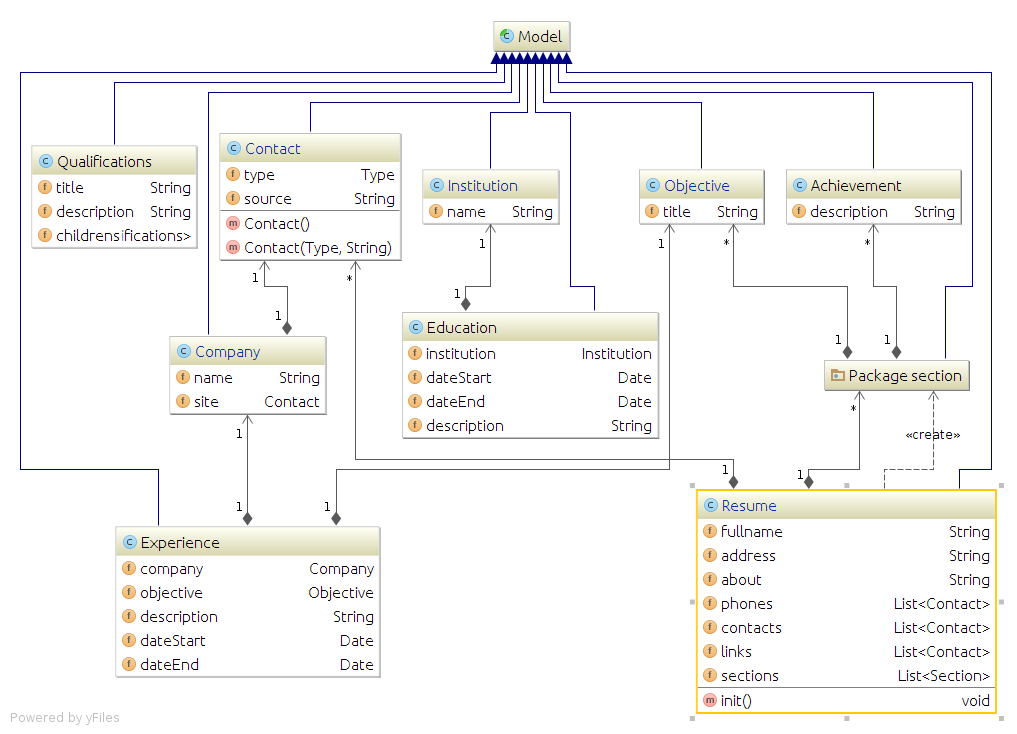 Model
Qualifications
title String
description String
childrensifications>
Contact
type Type
source String
Contact()
Contact(Type, String)
Institution
name String
Objective
title String
Achievement
description String
1
1
1
*
1
1
1
*
*
1
1
Company
name String
site Contact
Education
institution Institution
dateStart Date
dateEnd Date
description String
Package section
*
«create»
1
1
1
1
1
Experience
company Company
objective Objective
description String
dateStart Date
dateEnd Date
Resume
fullname String
address String
about String
phones List<Contact>
contacts List<Contact>
links List<Contact>
sections List<Section>
init() void
Powered by yFiles